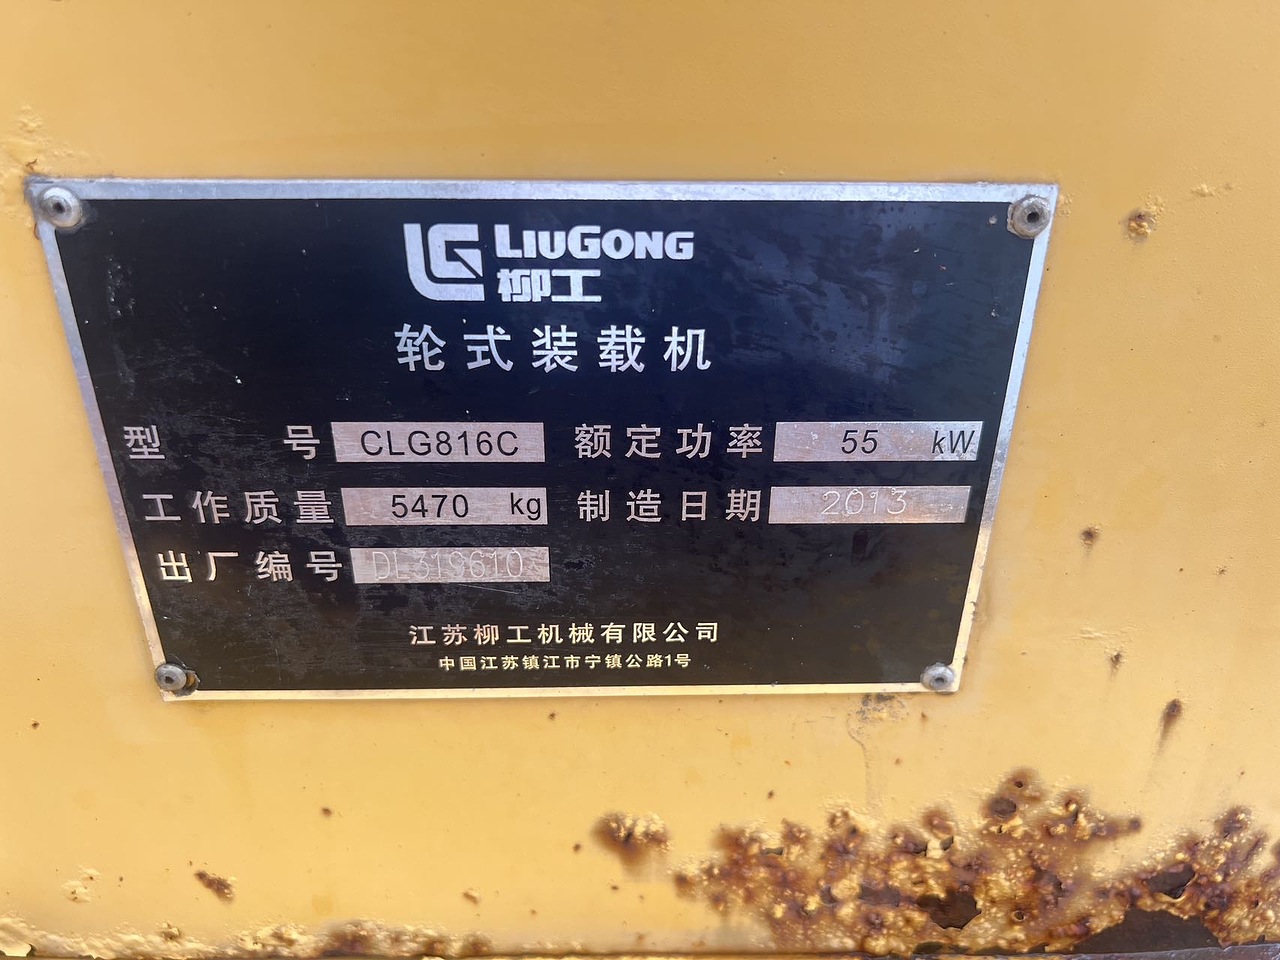 LIUGONG
柳工
轮式装载机
型号 CLG816C 额定功率 55 kW
工作质量 5470 kg 制造日期 2013
出厂编号 DL319610
江苏柳工机械有限公司
中国江苏镇江市宁镇公路1号